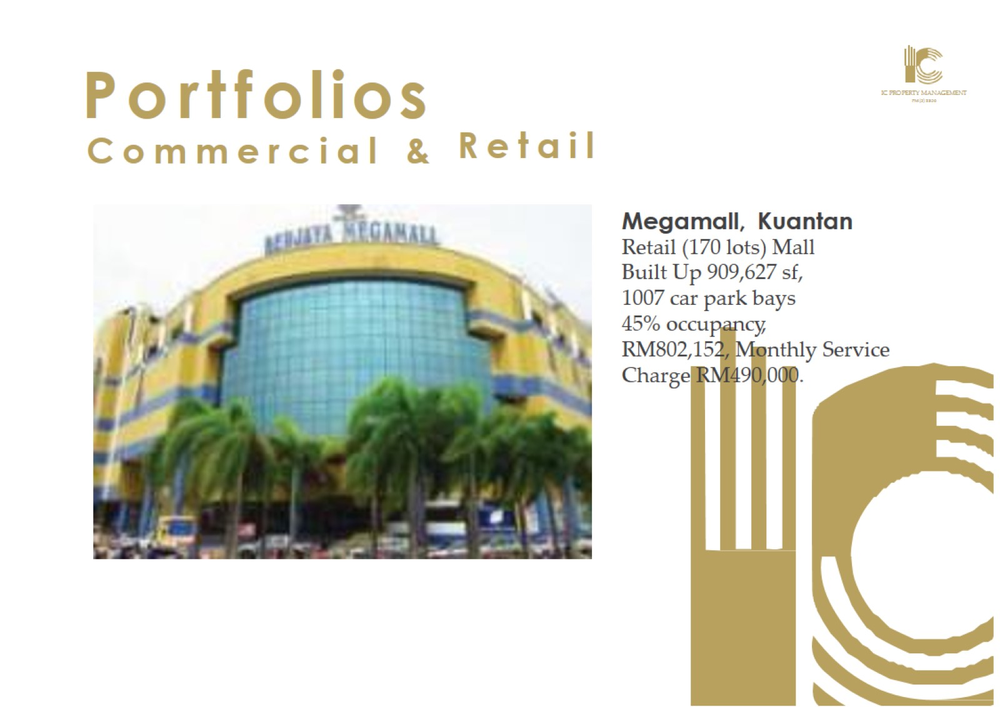 Portfolios
Commercial & Retail
IC PROPERTY MANAGEMENT
BERJAYA MEGAMALL
Megamall, Kuantan
Retail (170 lots) Mall
Built Up 909,627 sf,
1007 car park bays
45% occupancy,
RM802,152, Monthly Service
Charge RM490,000.